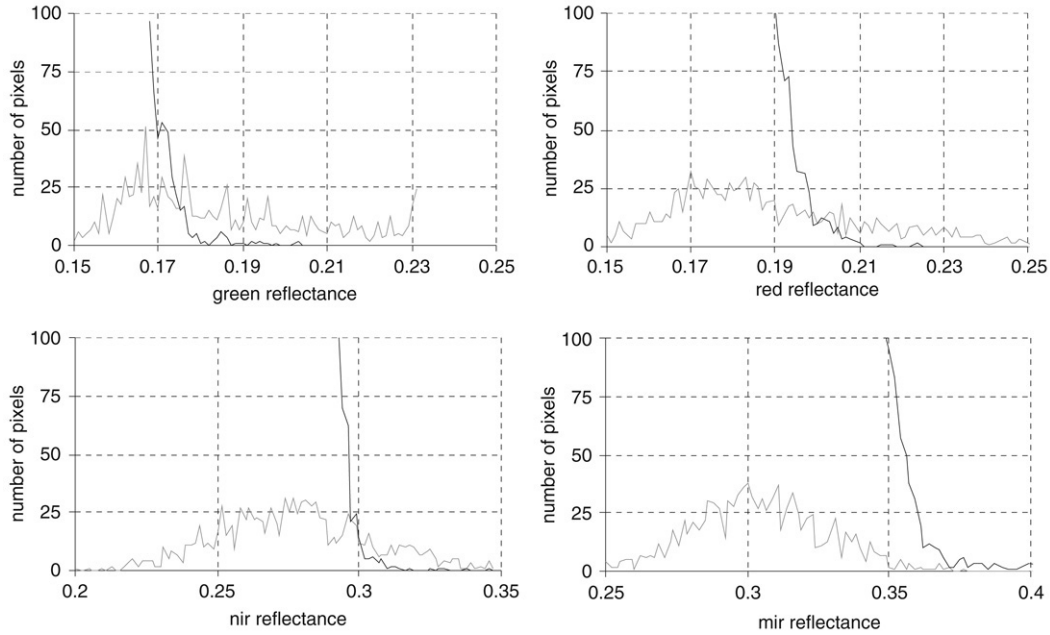 100
75
50
25
0
number of pixels
0.15 0.17 0.19 0.21 0.23 0.25
green reflectance
100
75
50
25
0
number of pixels
0.15 0.17 0.19 0.21 0.23 0.25
red reflectance
100
75
50
25
0
number of pixels
0.2 0.25 0.3 0.35
nir reflectance
100
75
50
25
0
number of pixels
0.25 0.3 0.35 0.4
mir reflectance